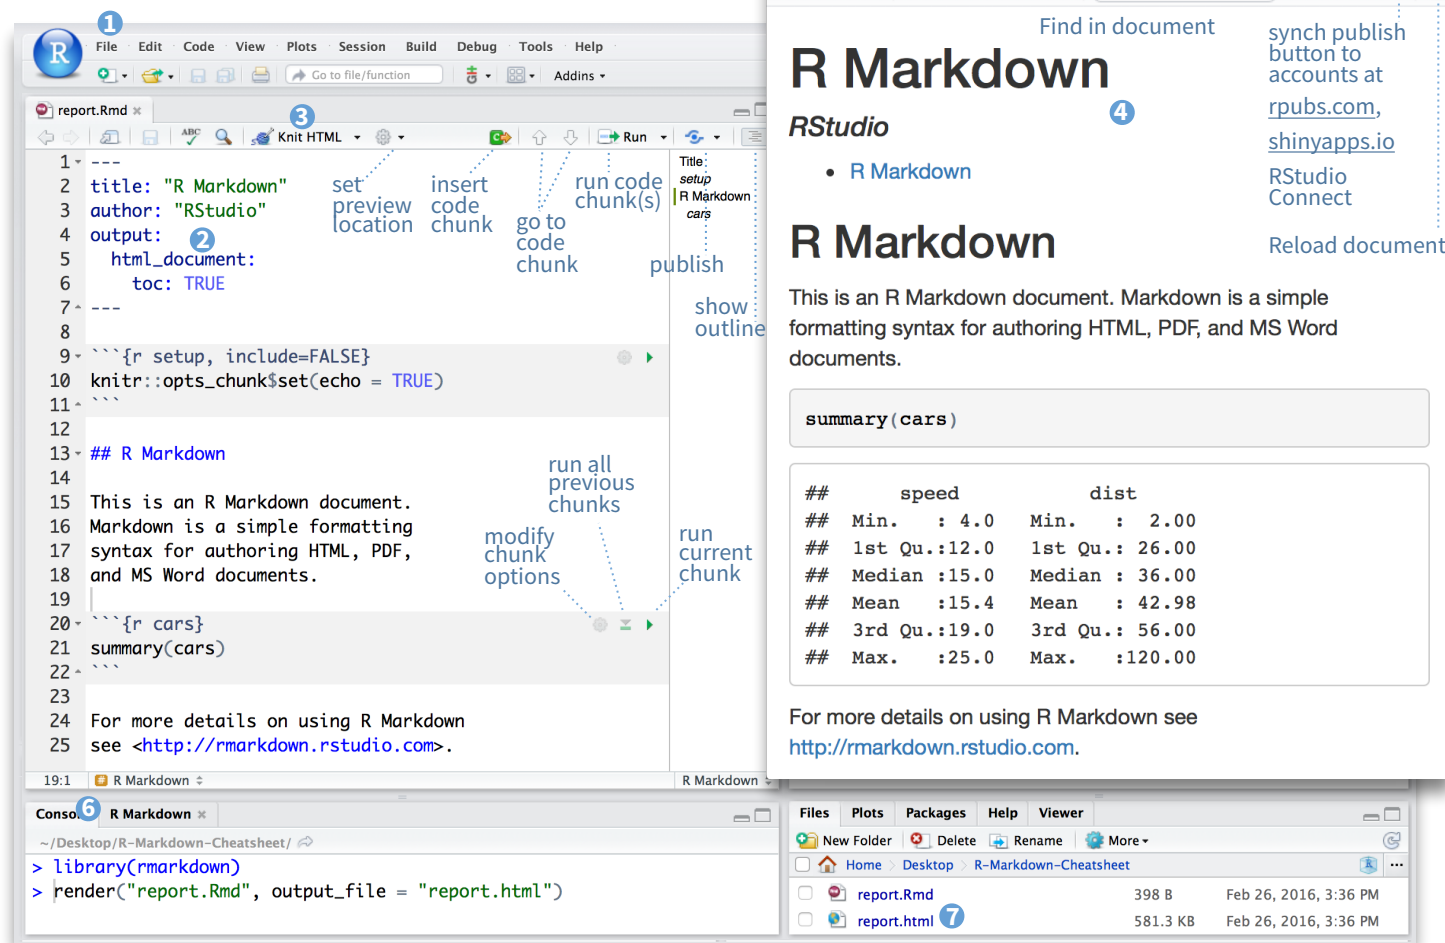 1
File Edit Code View Plots Session Build Debug Tools Help
R
Go to file/function
Addins
report.Rmd
3
ABC
Knit HTML
Run
1 ---
2 title: "R Markdown"
3 author: "RStudio"
4 output:
2
5 html_document:
6 toc: TRUE
7 ---
8
9 ```{r setup, include=FALSE}
10 knitr::opts_chunk$set(echo = TRUE)
11 ```
12
13 ## R Markdown
14
15 This is an R Markdown document.
16 Markdown is a simple formatting
17 syntax for authoring HTML, PDF,
18 and MS Word documents.
19
20 ```{r cars}
21 summary(cars)
22 ```
23
24 For more details on using R Markdown
25 see <http://rmarkdown.rstudio.com>.
set
preview
location
insert
code
chunk
go to
code
chunk
run code
chunk(s)
publish
show
outline
Title
setup
R Markdown
cars
run all
previous
chunks
modify
chunk
options
run
current
chunk
19:1
R Markdown
R Markdown
Find in document
synch publish
button to
accounts at
rpubs.com,
shinyapps.io
RStudio
Connect
Reload document
R Markdown
4
RStudio
• R Markdown
R Markdown
This is an R Markdown document. Markdown is a simple
formatting syntax for authoring HTML, PDF, and MS Word
documents.
summary(cars)
## speed dist
## Min. : 4.0 Min. : 2.00
## 1st Qu.:12.0 1st Qu.: 26.00
## Median :15.0 Median : 36.00
## Mean :15.4 Mean : 42.98
## 3rd Qu.:19.0 3rd Qu.: 56.00
## Max. :25.0 Max. :120.00
For more details on using R Markdown see
http://rmarkdown.rstudio.com.
6
R Markdown
~/Desktop/R-Markdown-Cheatsheet/
> library(rmarkdown)
> render("report.Rmd", output_file = "report.html")
Files Plots Packages Help Viewer
New Folder Delete Rename More
Home Desktop R-Markdown-Cheatsheet
report.Rmd 398 B Feb 26, 2016, 3:36 PM
report.html 581.3 KB Feb 26, 2016, 3:36 PM
7